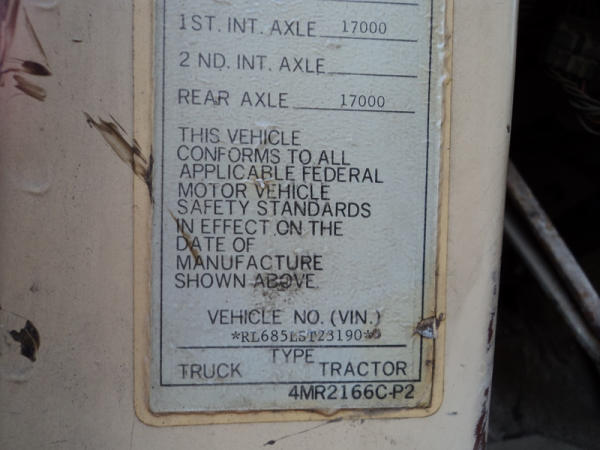 1ST. INT. AXLE 17000
2 ND. INT. AXLE
REAR AXLE 17000
THIS VEHICLE
CONFORMS TO ALL
APPLICABLE FEDERAL
MOTOR VEHICLE
SAFETY STANDARDS
IN EFFECT ON THE
DATE OF
MANUFACTURE
SHOWN ABOVE
VEHICLE NO. (VIN.)
*RL685LST23190*
TYPE
TRUCK TRACTOR
4MR2166C-P2